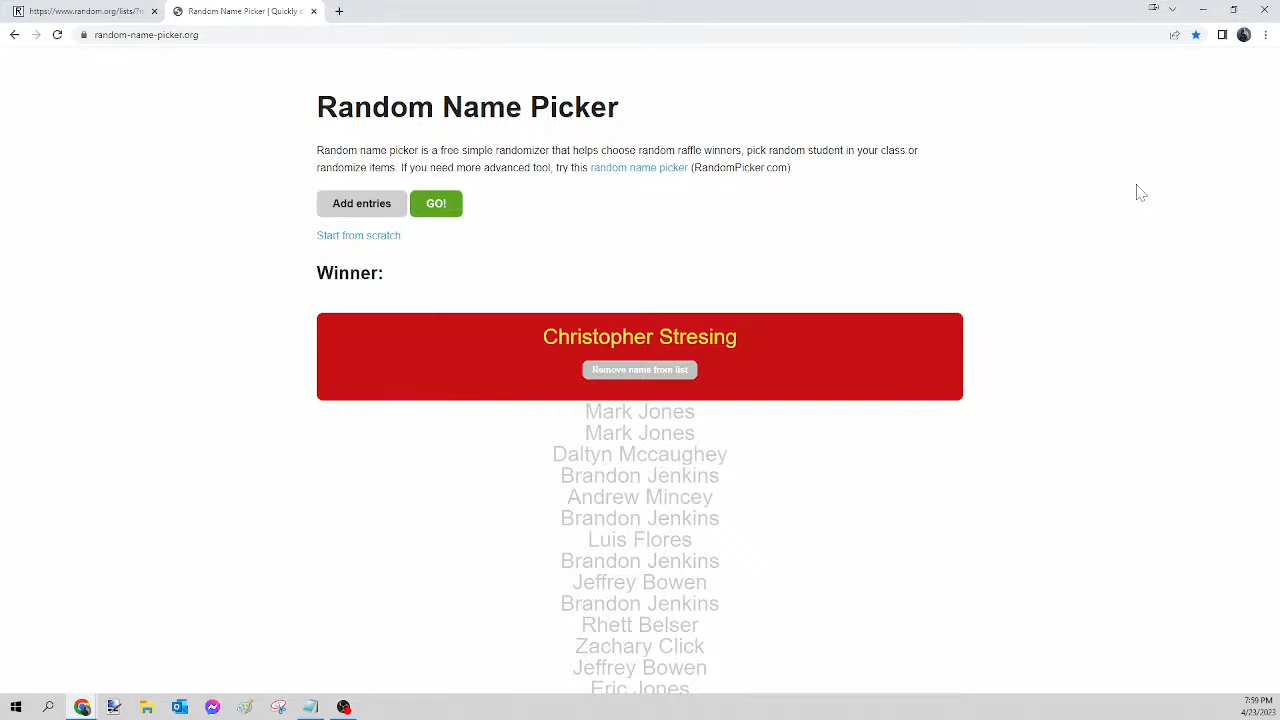 https://www.random.org/lists/?m
Random Name Picker | Quickly c
random-name-picker.org
Random Name Picker
Random name picker is a free simple randomizer that helps choose random raffle winners, pick random student in your class or
randomize items. If you need more advanced tool, try this random name picker (RandomPicker.com)
Add entries GO!
Start from scratch
Winner:
Christopher Stresing
Remove name from list
Mark Jones
Mark Jones
Daltyn Mccaughey
Brandon Jenkins
Andrew Mincey
Brandon Jenkins
Luis Flores
Brandon Jenkins
Jeffrey Bowen
Brandon Jenkins
Rhett Belser
Zachary Click
Jeffrey Bowen
Eric Jones
7:59 PM
4/23/2023